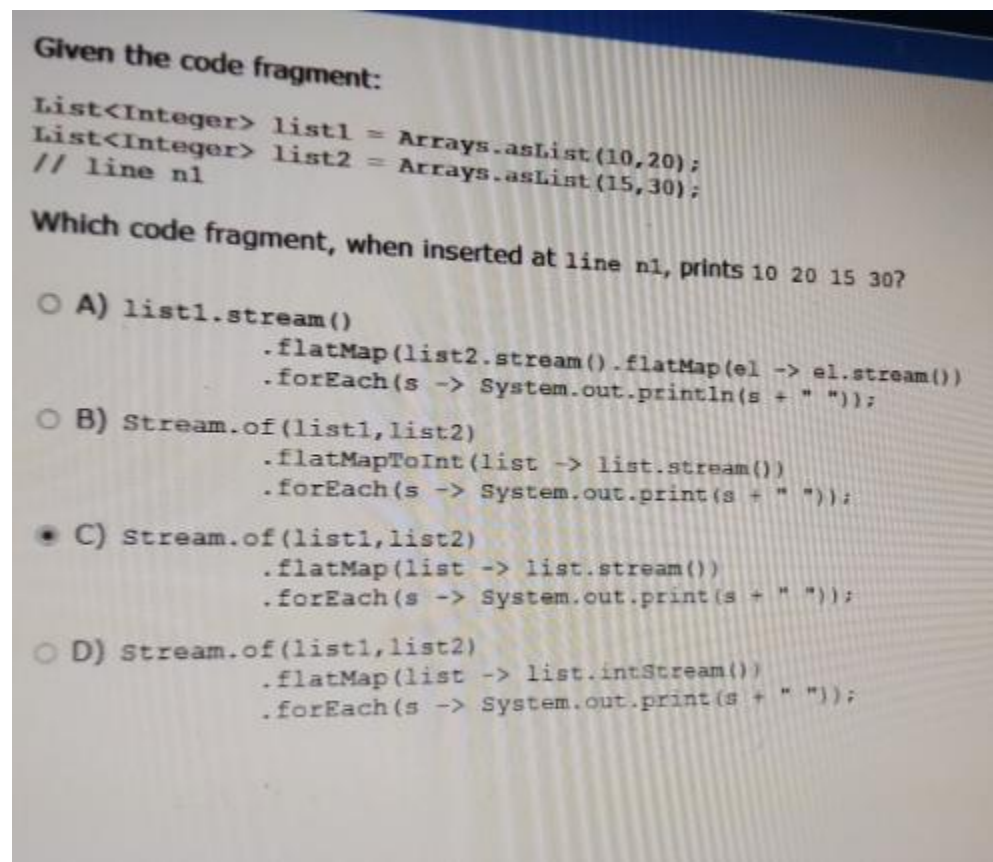 Given the code fragment:
List<Integer> list1 = Arrays.asList(10,20);
List<Integer> list2 = Arrays.asList(15,30);
// line n1
Which code fragment, when inserted at line n1, prints 10 20 15 30?
A) list1.stream()
.flatMap(list2.stream().flatMap(e1 -> e1.stream())
.forEach(s -> System.out.println(s + " "));
B) Stream.of(list1,list2)
.flatMapToInt(list -> list.stream())
.forEach(s -> System.out.print(s + " "));
C) Stream.of(list1,list2)
.flatMap(list -> list.stream())
.forEach(s -> System.out.print(s + " "));
D) Stream.of(list1,list2)
.flatMap(list -> list.intStream())
.forEach(s -> System.out.print(s + " "));